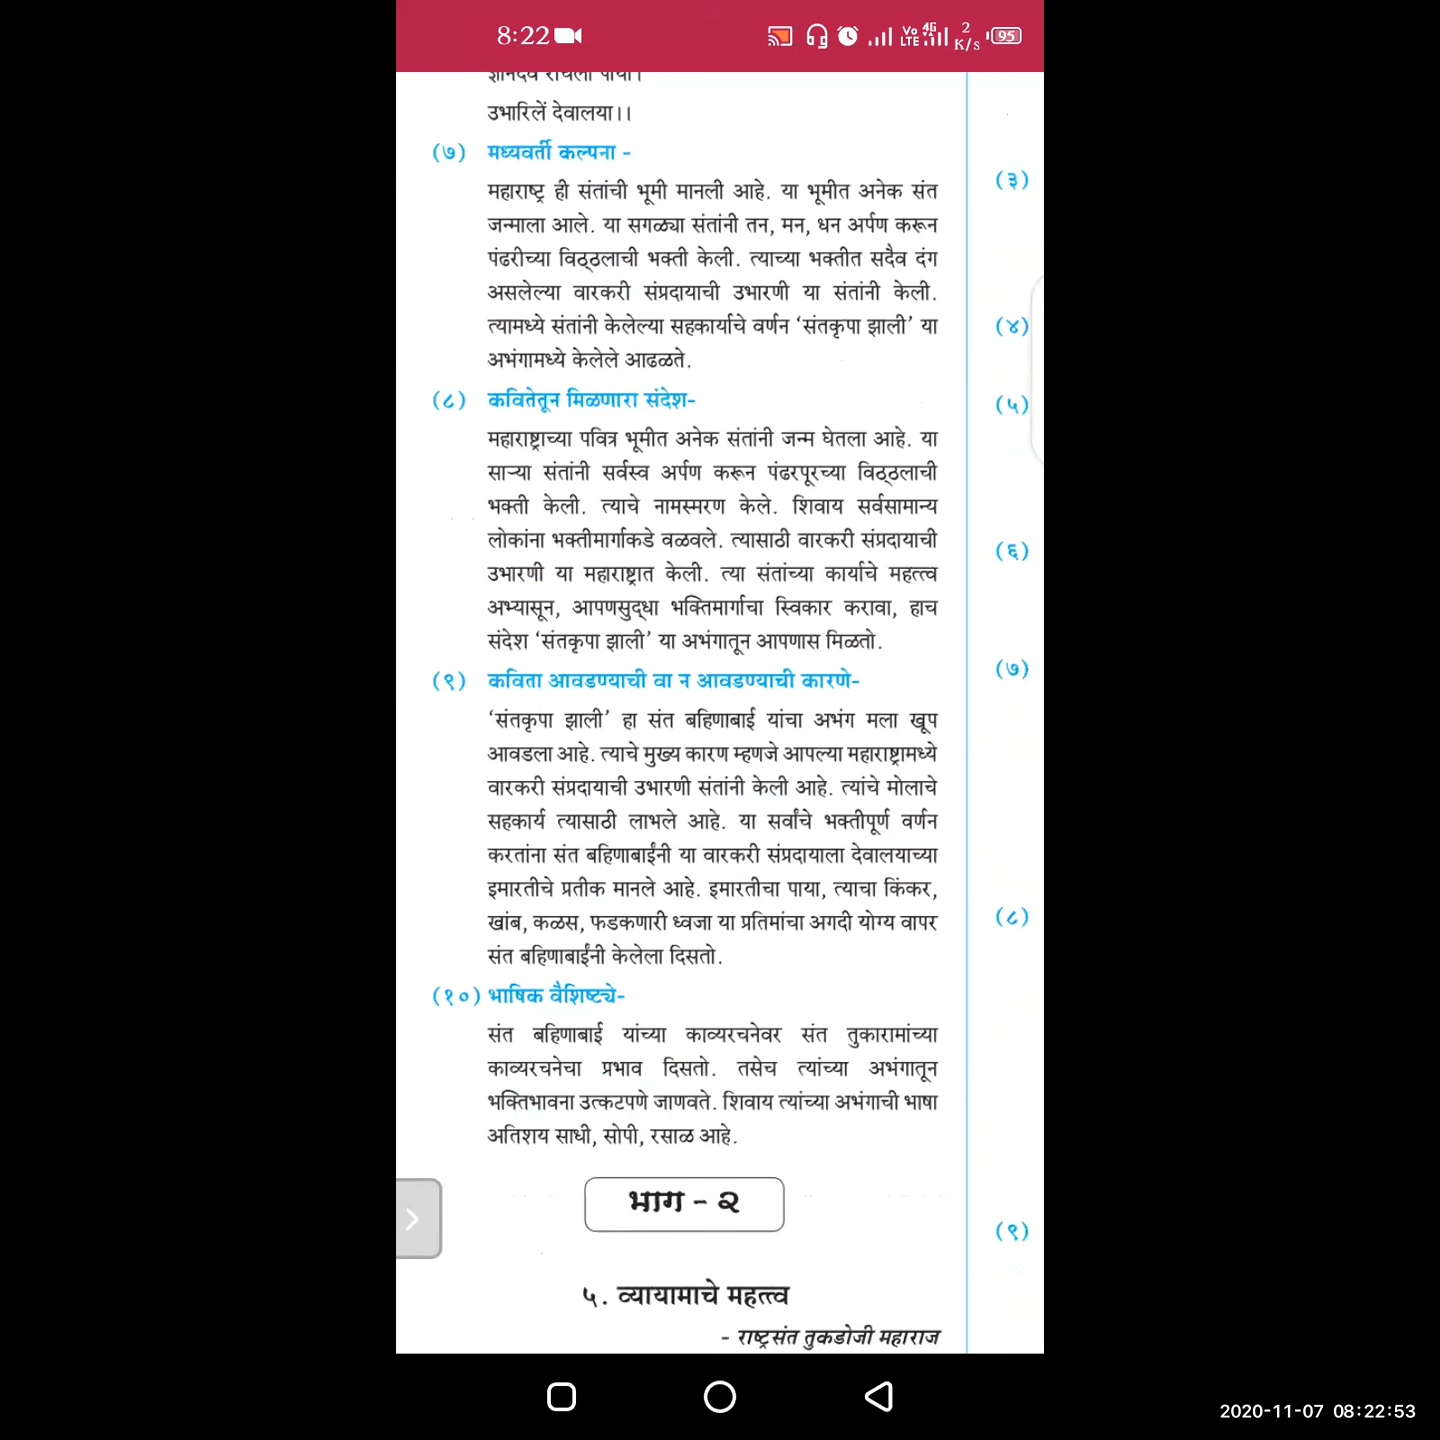 8:22
Vo LTE 4G 2 K/s 95
ज्ञानदेवें रचिला पाया।
उभारिलें देवालया।।
(७) मध्यवर्ती कल्पना -
महाराष्ट्र ही संतांची भूमी मानली आहे. या भूमीत अनेक संत
जन्माला आले. या सगळ्या संतांनी तन, मन, धन अर्पण करून
पंढरीच्या विठ्ठलाची भक्ती केली. त्याच्या भक्तीत सदैव दंग
असलेल्या वारकरी संप्रदायाची उभारणी या संतांनी केली.
त्यामध्ये संतांनी केलेल्या सहकार्याचे वर्णन ‘संतकृपा झाली’ या
अभंगामध्ये केलेले आढळते.
(८) कवितेतून मिळणारा संदेश-
महाराष्ट्राच्या पवित्र भूमीत अनेक संतांनी जन्म घेतला आहे. या
साऱ्या संतांनी सर्वस्व अर्पण करून पंढरपूरच्या विठ्ठलाची
भक्ती केली. त्याचे नामस्मरण केले. शिवाय सर्वसामान्य
लोकांना भक्तीमार्गाकडे वळवले. त्यासाठी वारकरी संप्रदायाची
उभारणी या महाराष्ट्रात केली. त्या संतांच्या कार्याचे महत्त्व
अभ्यासून, आपणसुद्धा भक्तिमार्गाचा स्विकार करावा, हाच
संदेश ‘संतकृपा झाली’ या अभंगातून आपणास मिळतो.
(९) कविता आवडण्याची वा न आवडण्याची कारणे-
‘संतकृपा झाली’ हा संत बहिणाबाई यांचा अभंग मला खूप
आवडला आहे. त्याचे मुख्य कारण म्हणजे आपल्या महाराष्ट्रामध्ये
वारकरी संप्रदायाची उभारणी संतांनी केली आहे. त्यांचे मोलाचे
सहकार्य त्यासाठी लाभले आहे. या सर्वांचे भक्तीपूर्ण वर्णन
करतांना संत बहिणाबाईंनी या वारकरी संप्रदायाला देवालयाच्या
इमारतीचे प्रतीक मानले आहे. इमारतीचा पाया, त्याचा किंकर,
खांब, कळस, फडकणारी ध्वजा या प्रतिमांचा अगदी योग्य वापर
संत बहिणाबाईंनी केलेला दिसतो.
(१०) भाषिक वैशिष्ट्ये-
संत बहिणाबाई यांच्या काव्यरचनेवर संत तुकारामांच्या
काव्यरचनेचा प्रभाव दिसतो. तसेच त्यांच्या अभंगातून
भक्तिभावना उत्कटपणे जाणवते. शिवाय त्यांच्या अभंगाची भाषा
अतिशय साधी, सोपी, रसाळ आहे.
भाग - २
५. व्यायामाचे महत्त्व
- राष्ट्रसंत तुकडोजी महाराज
(३)
(४)
(५)
(६)
(७)
(८)
(९)
2020-11-07 08:22:53